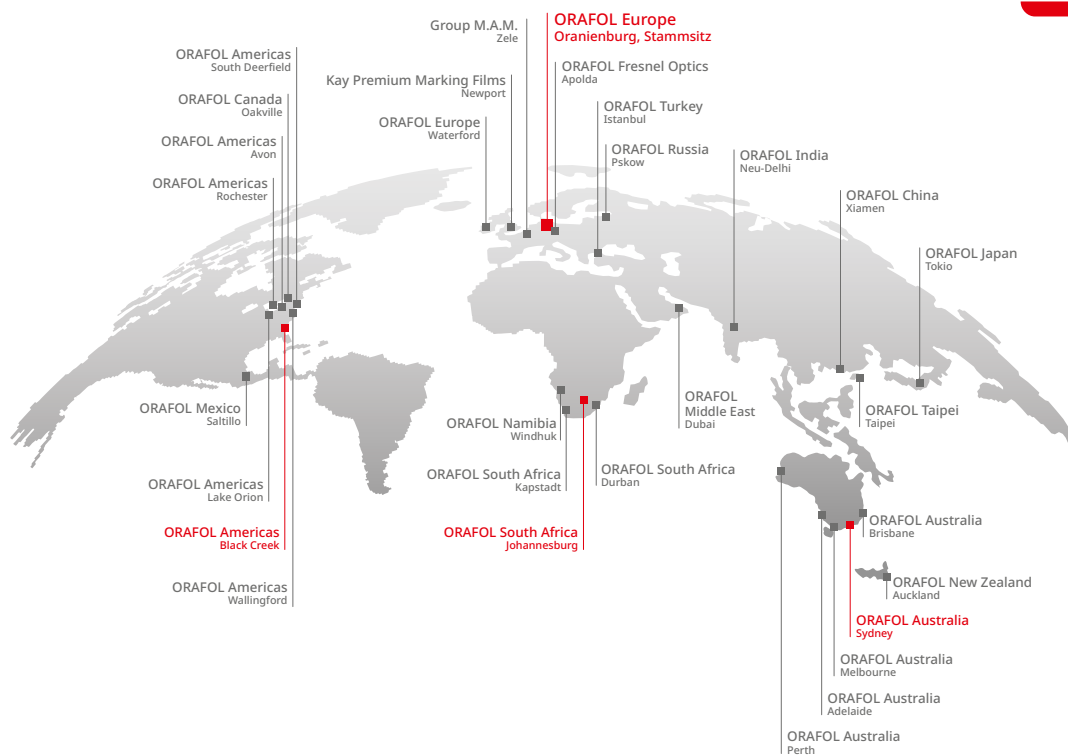 ORAFOL Europe
Oranienburg, Stammsitz
Group M.A.M.
Zele
ORAFOL Americas
South Deerfield
ORAFOL Fresnel Optics
Apolda
Kay Premium Marking Films
Newport
ORAFOL Canada
Oakville
ORAFOL Turkey
Istanbul
ORAFOL Europe
Waterford
ORAFOL Americas
Avon
ORAFOL Russia
Pskow
ORAFOL India
Neu-Delhi
ORAFOL Americas
Rochester
ORAFOL China
Xiamen
ORAFOL Japan
Tokio
ORAFOL Mexico
Saltillo
ORAFOL Namibia
Windhuk
ORAFOL
Middle East
Dubai
ORAFOL Taipei
Taipei
ORAFOL Americas
Lake Orion
ORAFOL South Africa
Kapstadt
ORAFOL South Africa
Durban
ORAFOL Americas
Black Creek
ORAFOL South Africa
Johannesburg
ORAFOL Australia
Brisbane
ORAFOL Americas
Wallingford
ORAFOL New Zealand
Auckland
ORAFOL Australia
Sydney
ORAFOL Australia
Melbourne
ORAFOL Australia
Adelaide
ORAFOL Australia
Perth